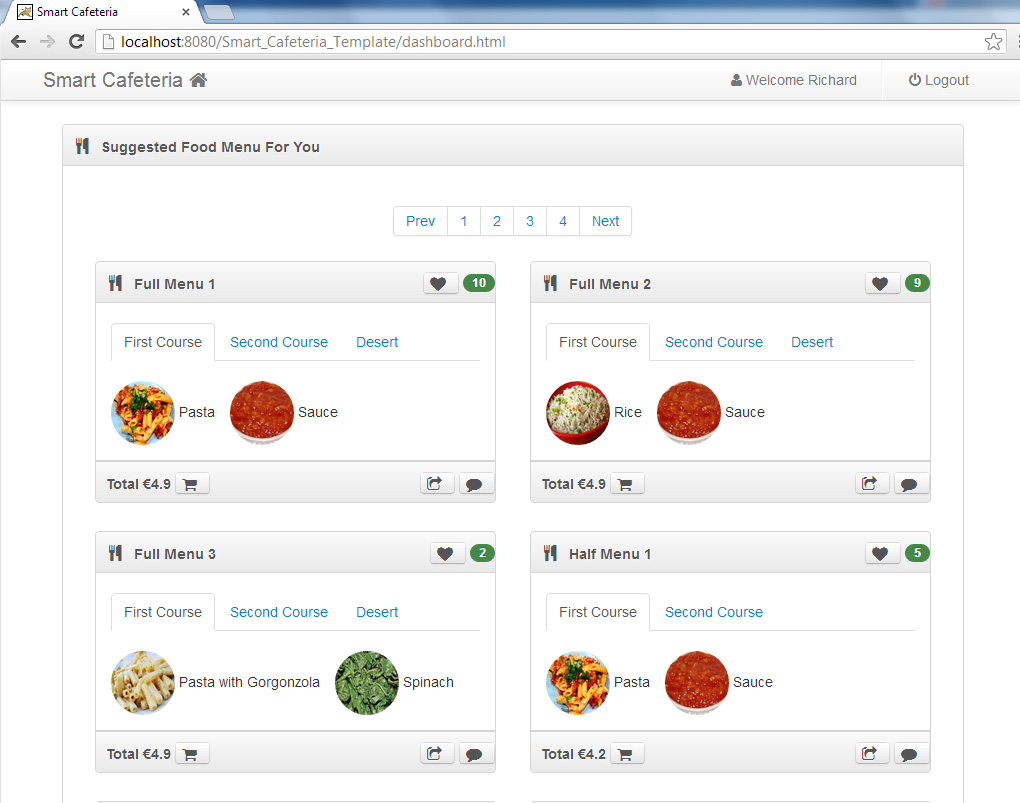 Smart Cafeteria
localhost:8080/Smart_Cafeteria_Template/dashboard.html
Smart Cafeteria Welcome Richard Logout
Suggested Food Menu For You
Prev 1 2 3 4 Next
Full Menu 1 10
First Course Second Course Desert
Pasta Sauce
Total €4.9
Full Menu 2 9
First Course Second Course Desert
Rice Sauce
Total €4.9
Full Menu 3 2
First Course Second Course Desert
Pasta with Gorgonzola Spinach
Total €4.9
Half Menu 1 5
First Course Second Course
Pasta Sauce
Total €4.2